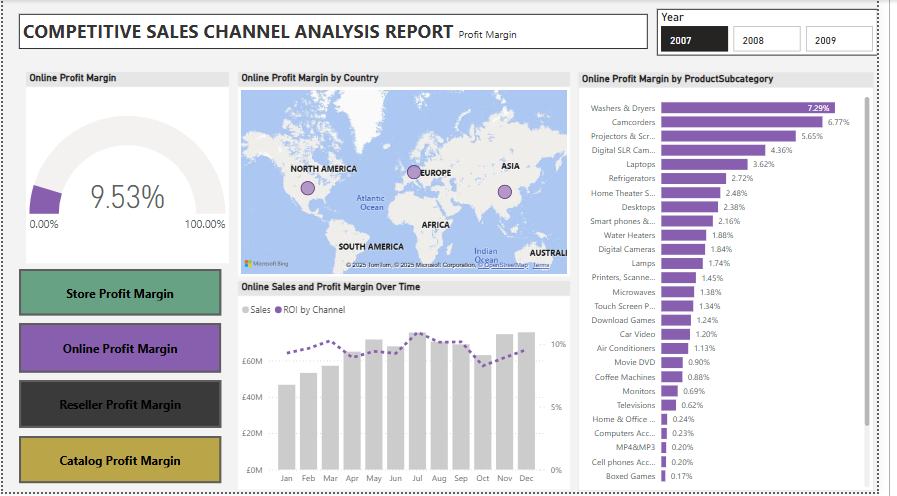 COMPETITIVE SALES CHANNEL ANALYSIS REPORT Profit Margin
Year
2007
2008
2009
Online Profit Margin
9.53%
0.00%
100.00%
Store Profit Margin
Online Profit Margin
Reseller Profit Margin
Catalog Profit Margin
Online Profit Margin by Country
NORTH AMERICA
EUROPE
ASIA
Atlantic
Ocean
AFRICA
SOUTH AMERICA
Indian
Ocean
AUSTRALI
Microsoft Bing
© 2025 TomTom, © 2025 Microsoft Corporation, © OpenStreetMap Terms
Online Sales and Profit Margin Over Time
Sales ROI by Channel
£60M
£40M
£20M
£0M
10%
5%
0%
Jan Feb Mar Apr May Jun Jul Aug Sep Oct Nov Dec
Online Profit Margin by ProductSubcategory
Washers & Dryers 7.29%
Camcorders 6.77%
Projectors & Scr... 5.65%
Digital SLR Cam... 4.36%
Laptops 3.62%
Refrigerators 2.72%
Home Theater S... 2.48%
Desktops 2.38%
Smart phones &... 2.16%
Water Heaters 1.88%
Digital Cameras 1.84%
Lamps 1.74%
Printers, Scanne... 1.45%
Microwaves 1.38%
Touch Screen P... 1.34%
Download Games 1.24%
Car Video 1.20%
Air Conditioners 1.13%
Movie DVD 0.90%
Coffee Machines 0.88%
Monitors 0.69%
Televisions 0.62%
Home & Office ... 0.24%
Computers Acc... 0.23%
MP4&MP3 0.20%
Cell phones Acc... 0.20%
Boxed Games 0.17%